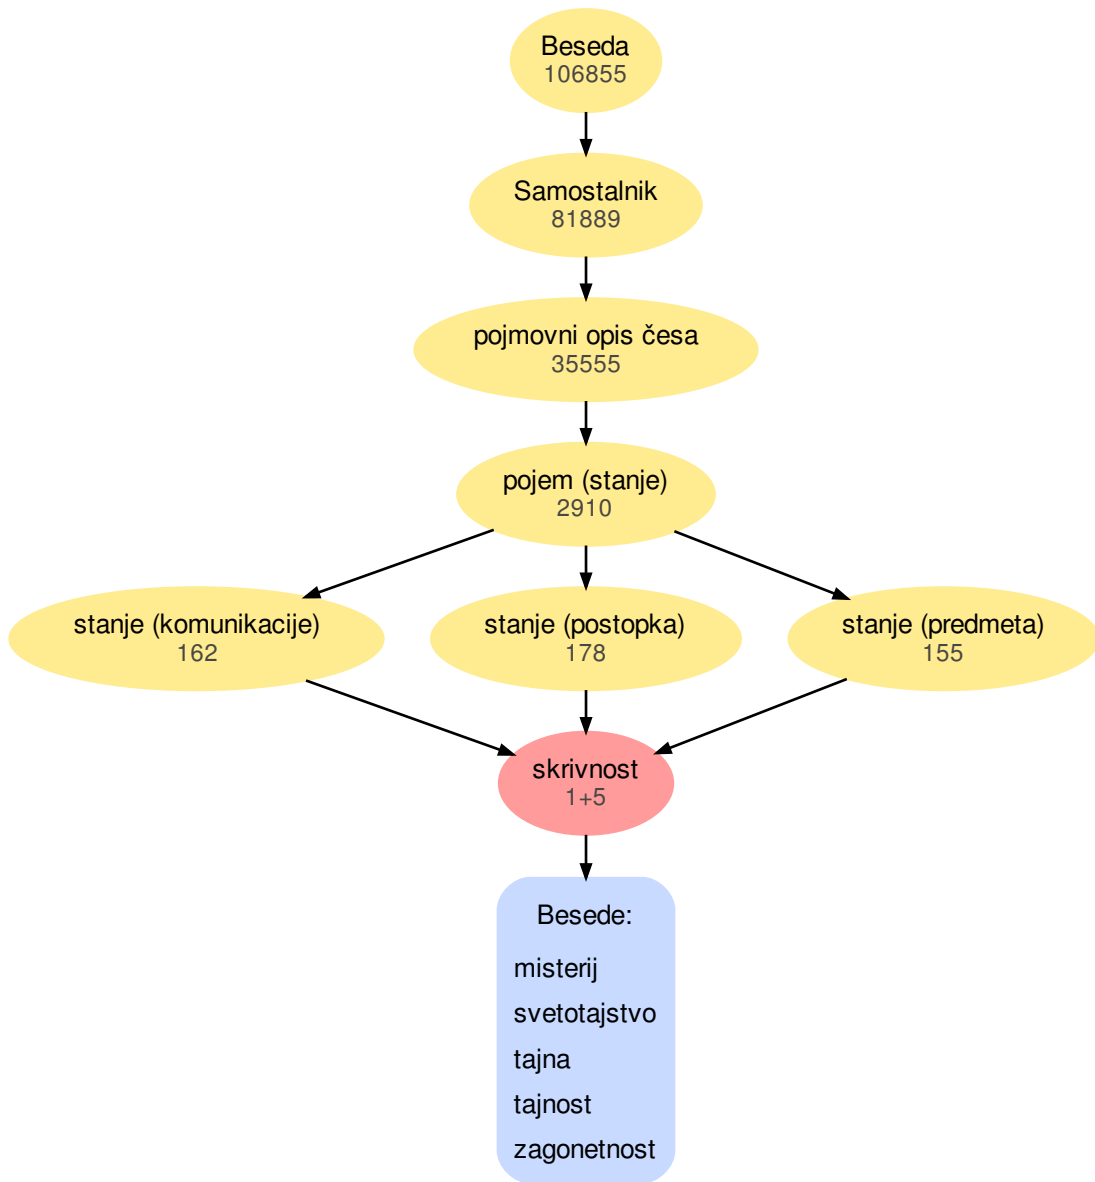 Beseda
106855
Samostalnik
81889
pojmovni opis česa
35555
pojem (stanje)
2910
stanje (komunikacije)
162
stanje (postopka)
178
stanje (predmeta)
155
skrivnost
1+5
Besede:
misterij
svetotajstvo
tajna
tajnost
zagonetnost